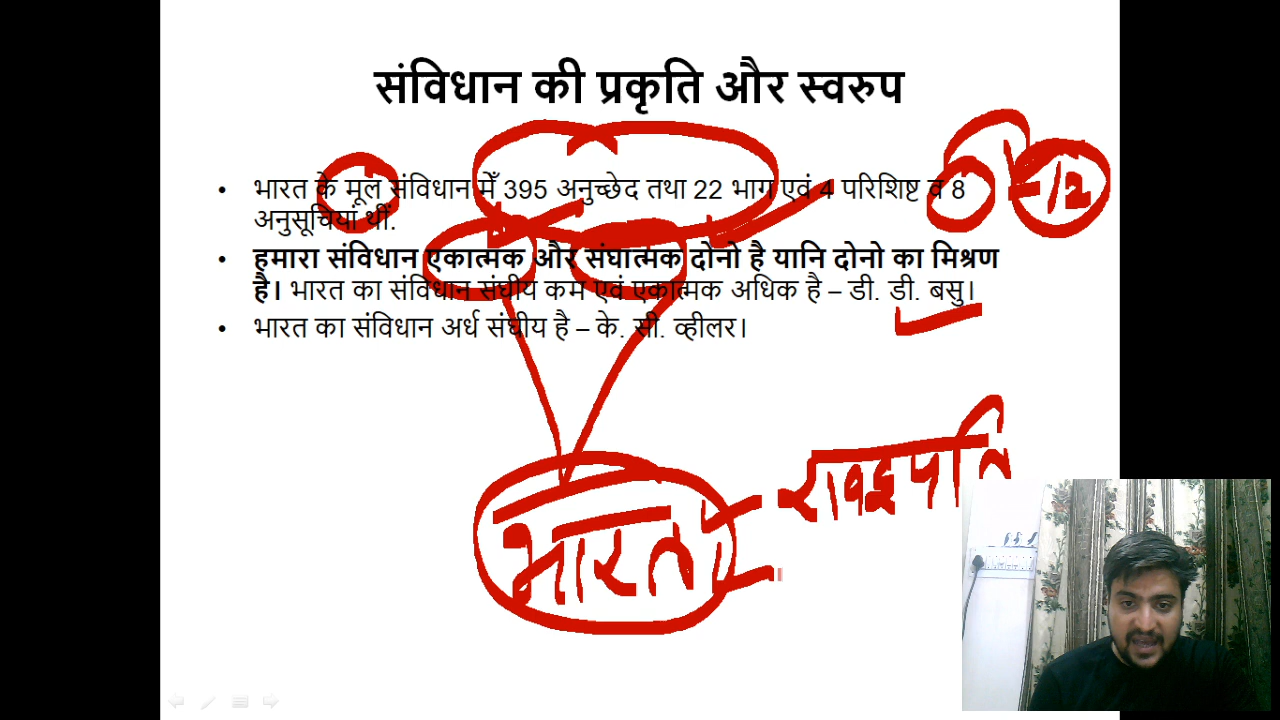 संविधान की प्रकृति और स्वरुप
• भारत के मूल संविधान मेँ 395 अनुच्छेद तथा 22 भाग एवं 4 परिशिष्ट व 8
अनुसूचियां थीं.
-12
• हमारा संविधान एकात्मक और संघात्मक दोनो है यानि दोनो का मिश्रण
है। भारत का संविधान संघीय कम एवं एकात्मक अधिक है – डी. डी. बसु।
• भारत का संविधान अर्ध संघीय है – के. सी. व्हीलर।
भारत